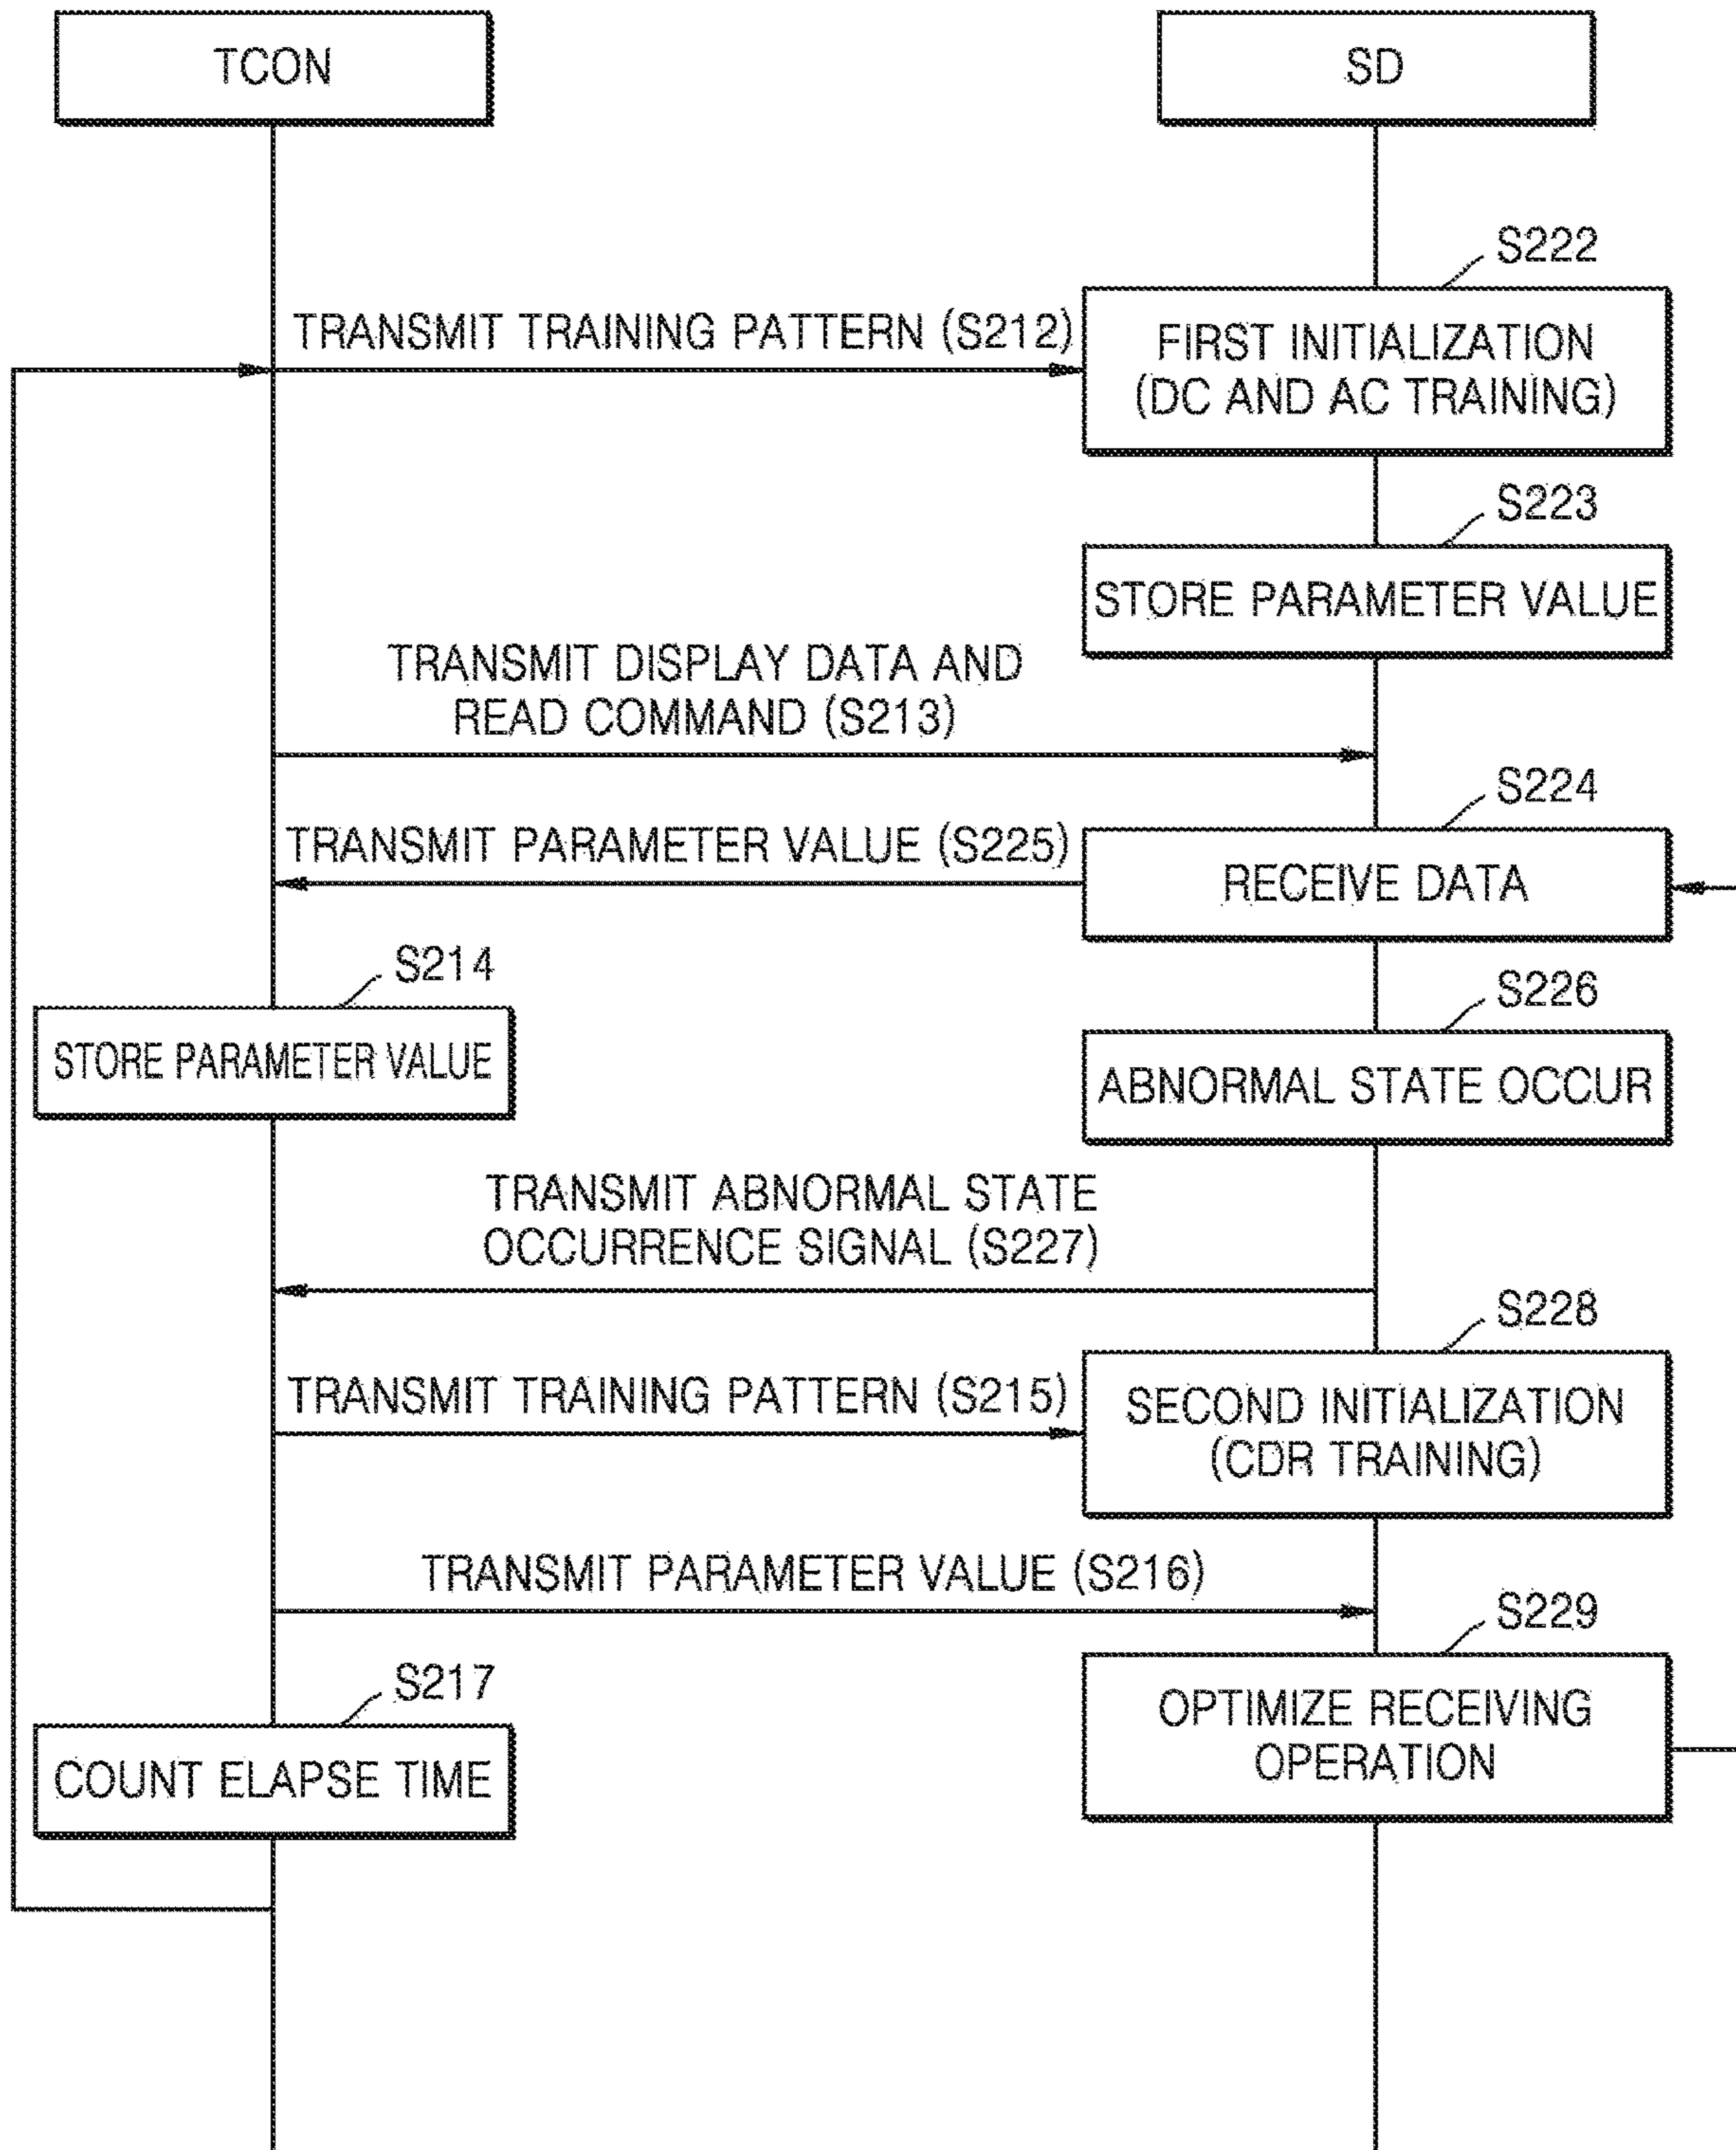 TCON
SD
S222
TRANSMIT TRAINING PATTERN (S212)
FIRST INITIALIZATION
(DC AND AC TRAINING)
S223
STORE PARAMETER VALUE
TRANSMIT DISPLAY DATA AND
READ COMMAND (S213)
S224
TRANSMIT PARAMETER VALUE (S225)
RECEIVE DATA
S214
STORE PARAMETER VALUE
S226
ABNORMAL STATE OCCUR
TRANSMIT ABNORMAL STATE
OCCURRENCE SIGNAL (S227)
S228
TRANSMIT TRAINING PATTERN (S215)
SECOND INITIALIZATION
(CDR TRAINING)
TRANSMIT PARAMETER VALUE (S216)
S229
OPTIMIZE RECEIVING
OPERATION
S217
COUNT ELAPSE TIME